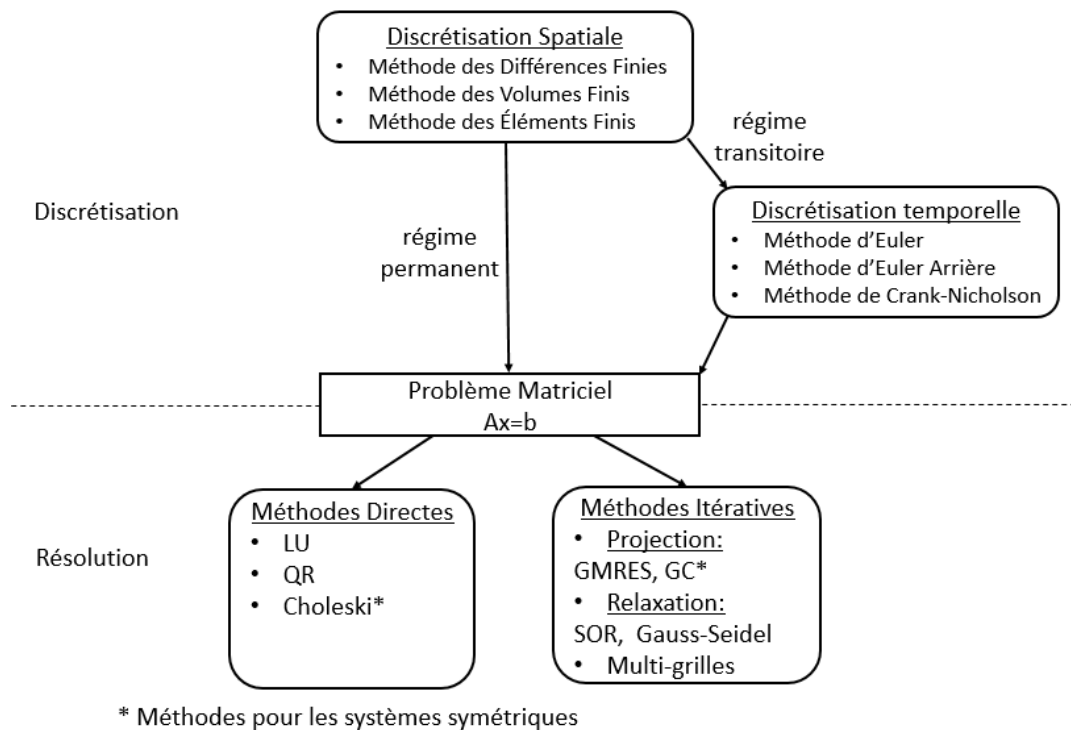 Discrétisation Spatiale
• Méthode des Différences Finies
• Méthode des Volumes Finis
• Méthode des Éléments Finis
régime
transitoire
Discrétisation
régime
permanent
Discrétisation temporelle
• Méthode d'Euler
• Méthode d'Euler Arrière
• Méthode de Crank-Nicholson
Problème Matriciel
Ax=b
Résolution
Méthodes Directes
• LU
• QR
• Choleski*
Méthodes Itératives
• Projection:
GMRES, GC*
• Relaxation:
SOR, Gauss-Seidel
• Multi-grilles
* Méthodes pour les systèmes symétriques